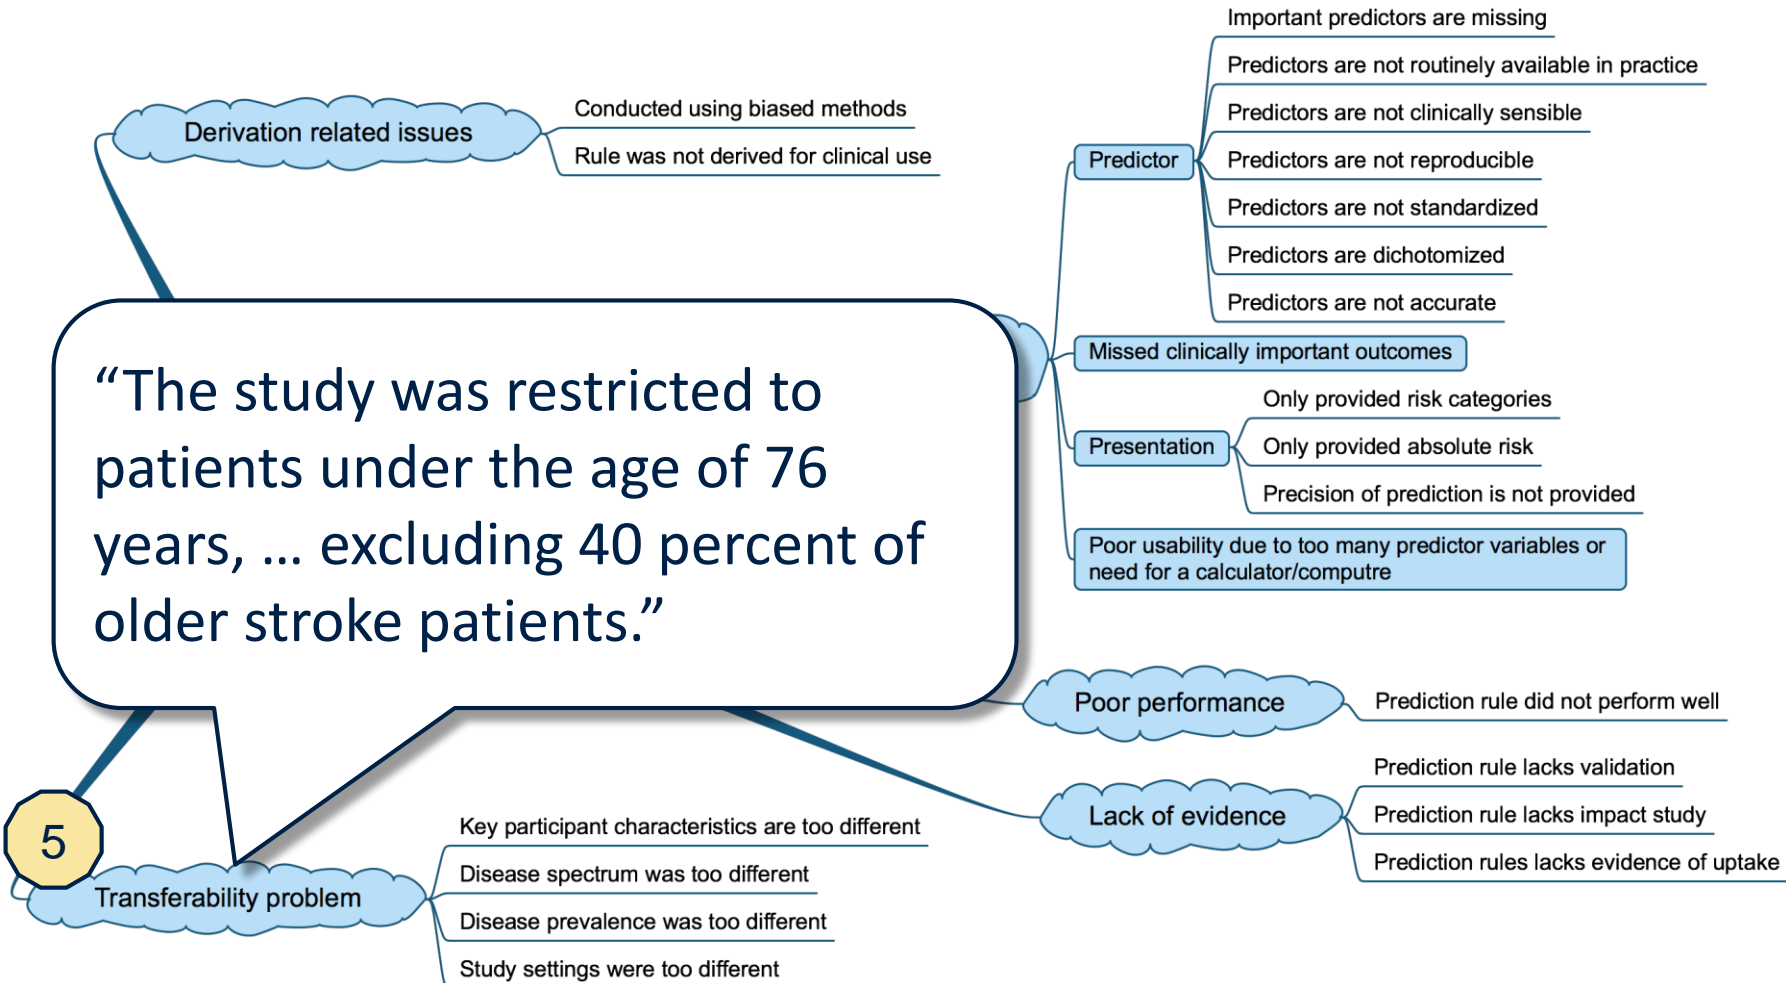 Derivation related issues
Conducted using biased methods
Rule was not derived for clinical use
Important predictors are missing
Predictors are not routinely available in practice
Predictors are not clinically sensible
Predictor
Predictors are not reproducible
Predictors are not standardized
Predictors are dichotomized
Predictors are not accurate
Missed clinically important outcomes
Only provided risk categories
Presentation
Only provided absolute risk
Precision of prediction is not provided
Poor usability due to too many predictor variables or
need for a calculator/computre
“The study was restricted to
patients under the age of 76
years, ... excluding 40 percent of
older stroke patients.”
Poor performance
Prediction rule did not perform well
Prediction rule lacks validation
Lack of evidence
Prediction rule lacks impact study
Prediction rules lacks evidence of uptake
5
Transferability problem
Key participant characteristics are too different
Disease spectrum was too different
Disease prevalence was too different
Study settings were too different